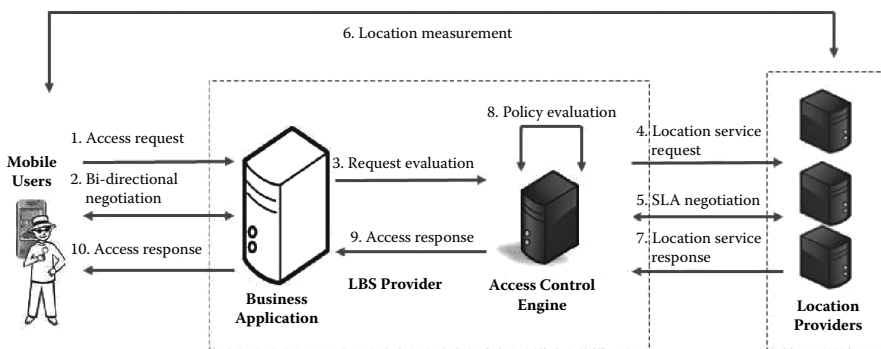 6. Location measurement
8. Policy evaluation
1. Access request
4. Location service
request
Mobile
Users
3. Request evaluation
2. Bi-directional
negotiation
5. SLA negotiation
10. Access response
9. Access response
7. Location service
response
Business
Application
LBS Provider
Access Control
Engine
Location
Providers